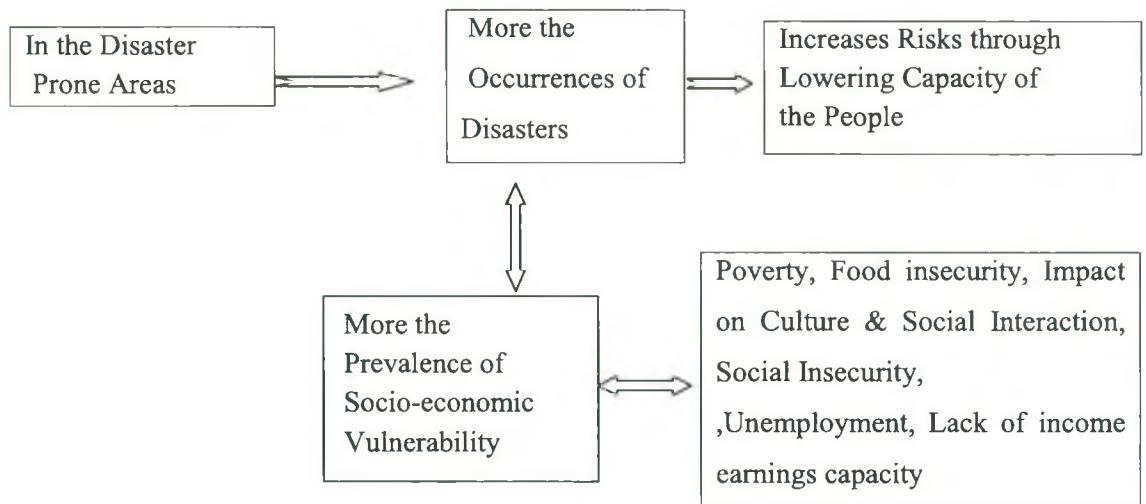 In the Disaster
Prone Areas
More the
Occurrences of
Disasters
Increases Risks through
Lowering Capacity of
the People
More the
Prevalence of
Socio-economic
Vulnerability
Poverty, Food insecurity, Impact
on Culture & Social Interaction,
Social Insecurity,
,Unemployment, Lack of income
earnings capacity